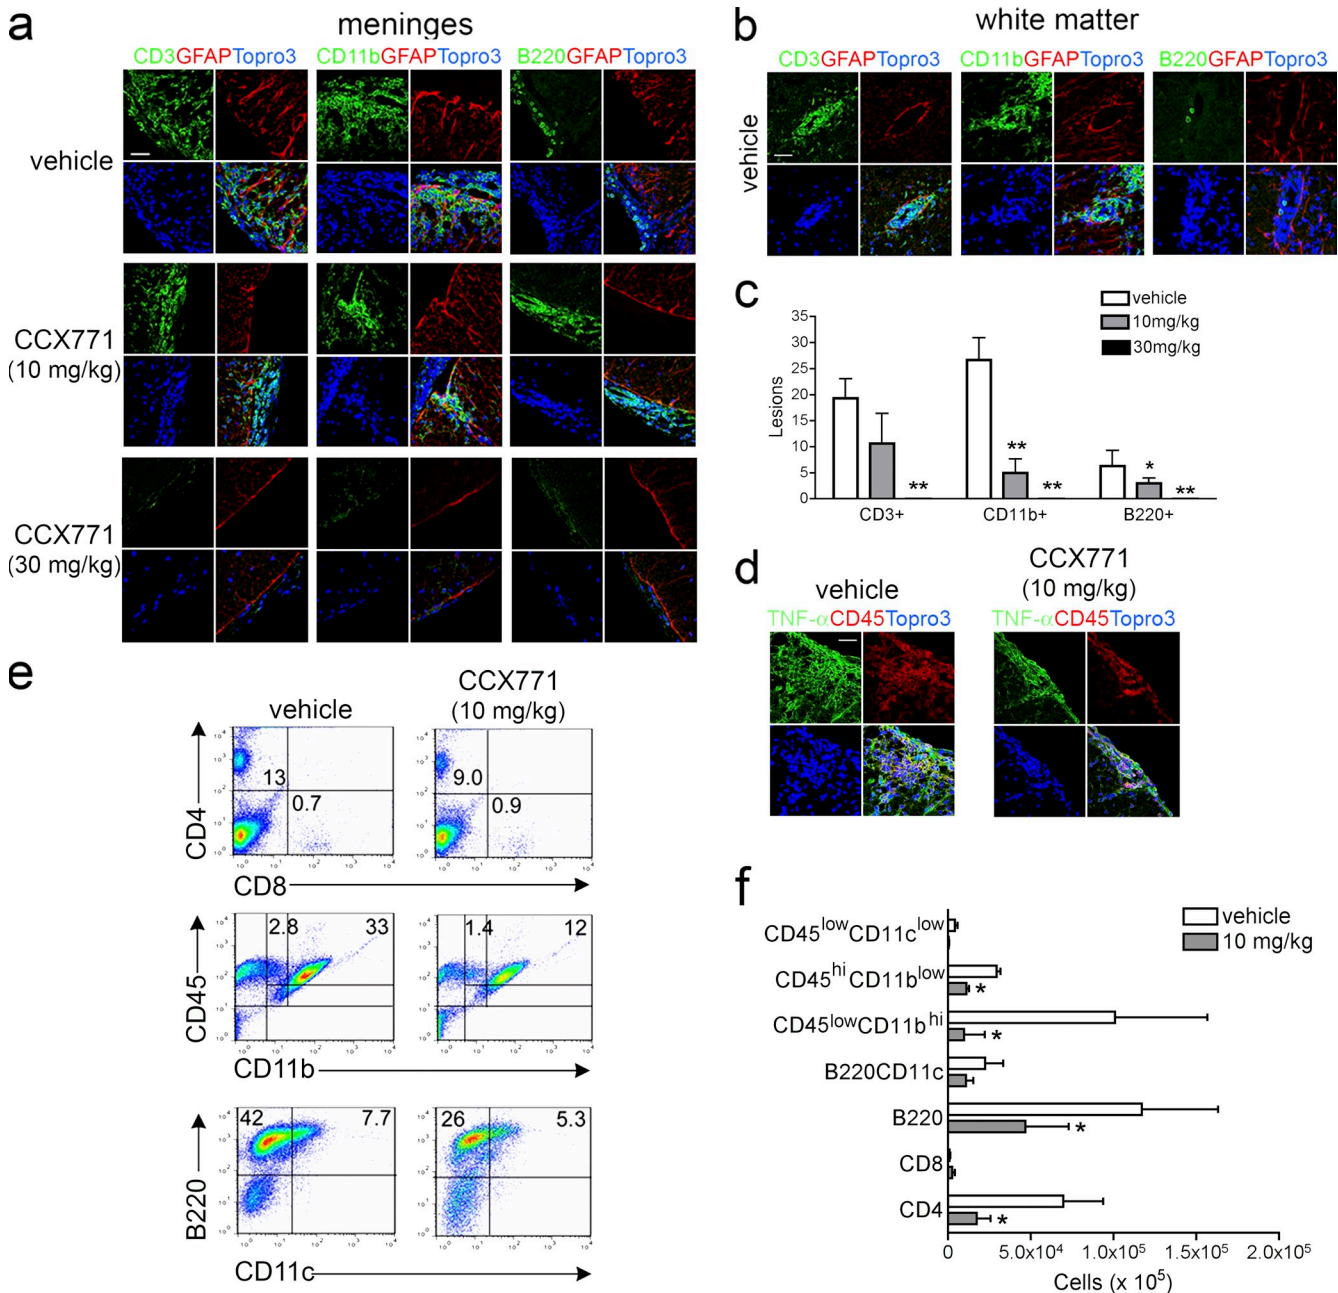 a
meninges
CD3GFAPTopro3
CD11bGFAPTopro3
B220GFAPTopro3
vehicle
CCX771
(10 mg/kg)
CCX771
(30 mg/kg)
b
white matter
CD3GFAPTopro3
CD11bGFAPTopro3
B220GFAPTopro3
vehicle
c
vehicle
10mg/kg
30mg/kg
Lesions
35
30
25
20
15
10
5
0
**
**
**
*
**
CD3+
CD11b+
B220+
d
vehicle
CCX771
(10 mg/kg)
TNF-αCD45Topro3
TNF-αCD45Topro3
e
vehicle
CCX771
(10 mg/kg)
CD4
13
0.7
9.0
0.9
CD8
CD45
2.8
33
1.4
12
CD11b
B220
42
7.7
26
5.3
CD11c
f
vehicle
10 mg/kg
CD45lowCD11clow
CD45hiCD11blow
*
CD45lowCD11bhi
*
B220CD11c
B220
*
CD8
CD4
*
0
5.0x10⁴
1.0x10⁵
1.5x10⁵
2.0x10⁵
Cells (x 10⁵)